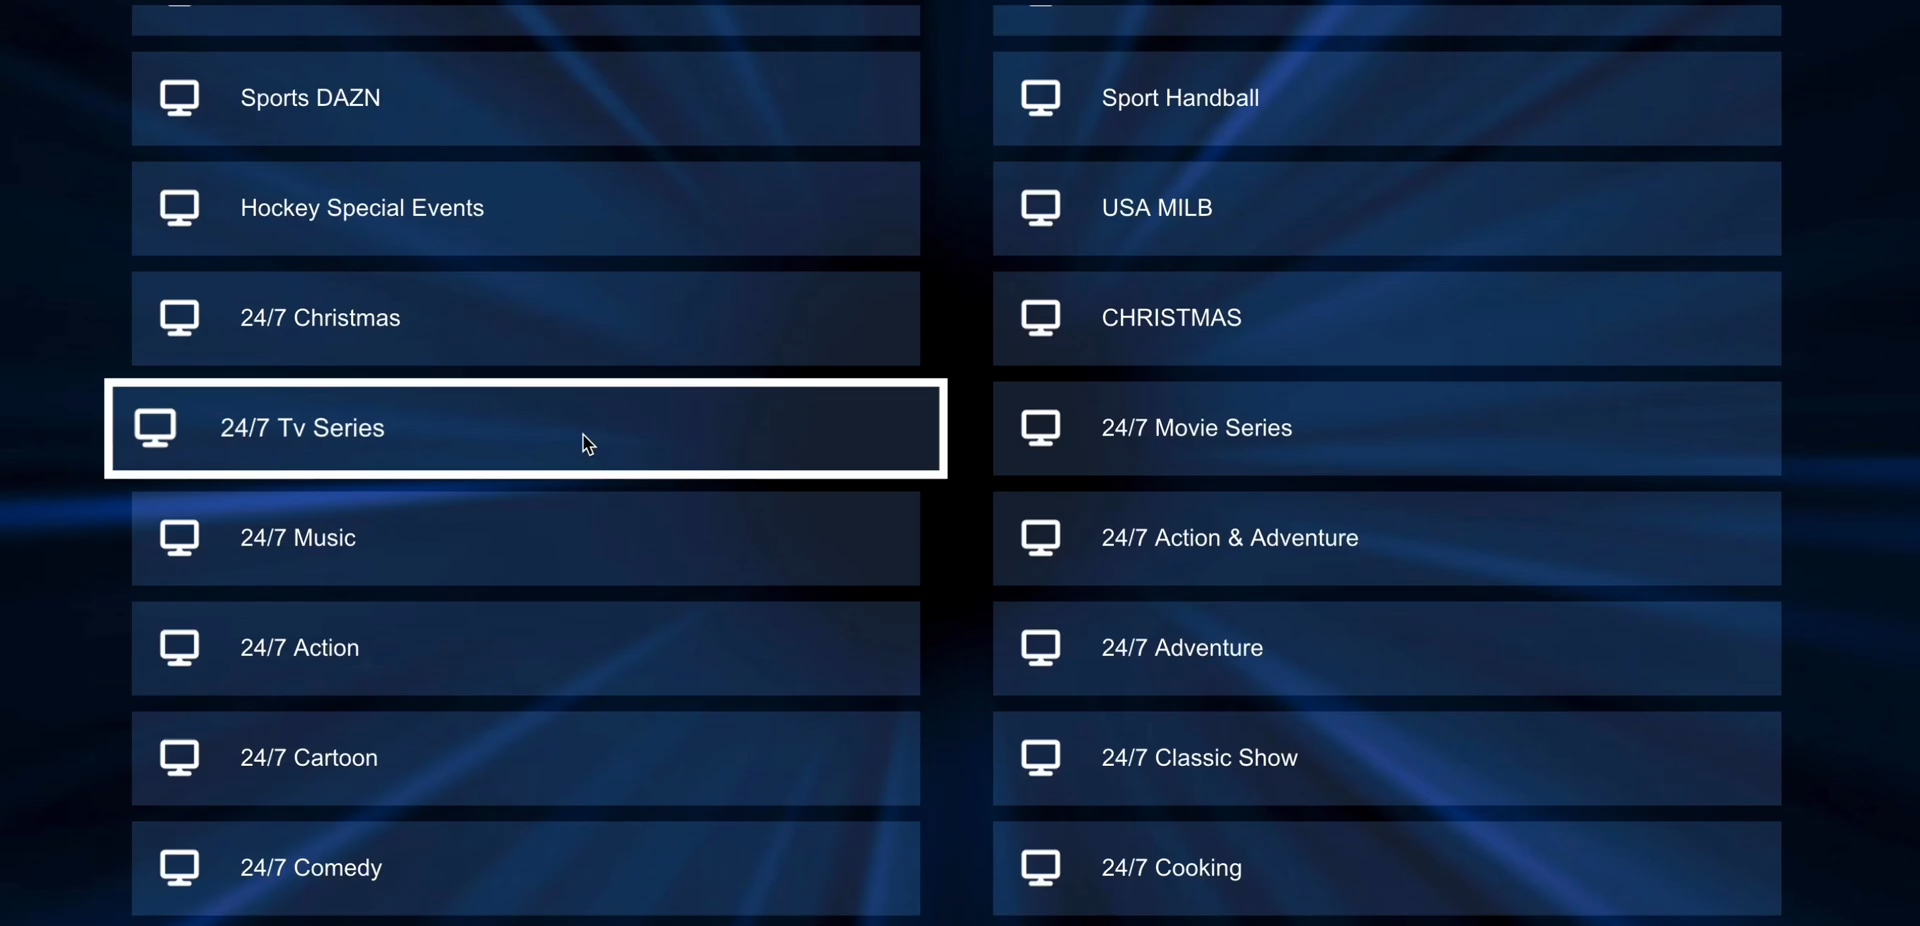 Sports DAZN
Sport Handball
Hockey Special Events
USA MILB
24/7 Christmas
CHRISTMAS
24/7 Tv Series
24/7 Movie Series
24/7 Music
24/7 Action & Adventure
24/7 Action
24/7 Adventure
24/7 Cartoon
24/7 Classic Show
24/7 Comedy
24/7 Cooking